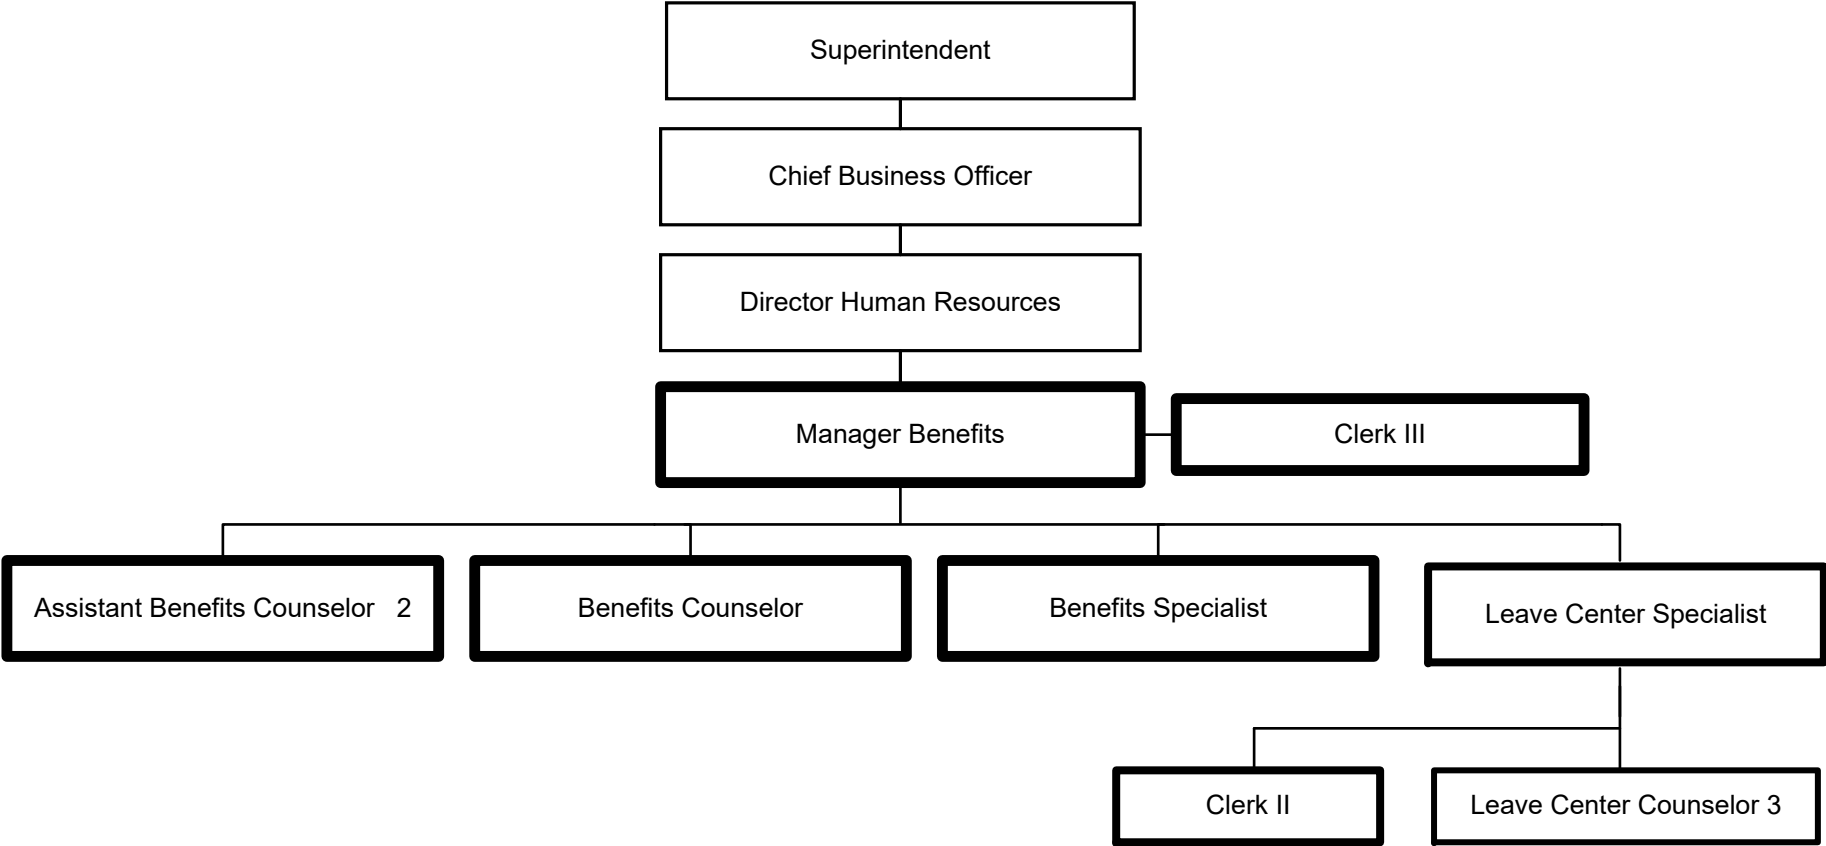 Superintendent
Chief Business Officer
Director Human Resources
Manager Benefits
Clerk III
Assistant Benefits Counselor   2
Benefits Counselor
Benefits Specialist
Leave Center Specialist
Clerk II
Leave Center Counselor 3